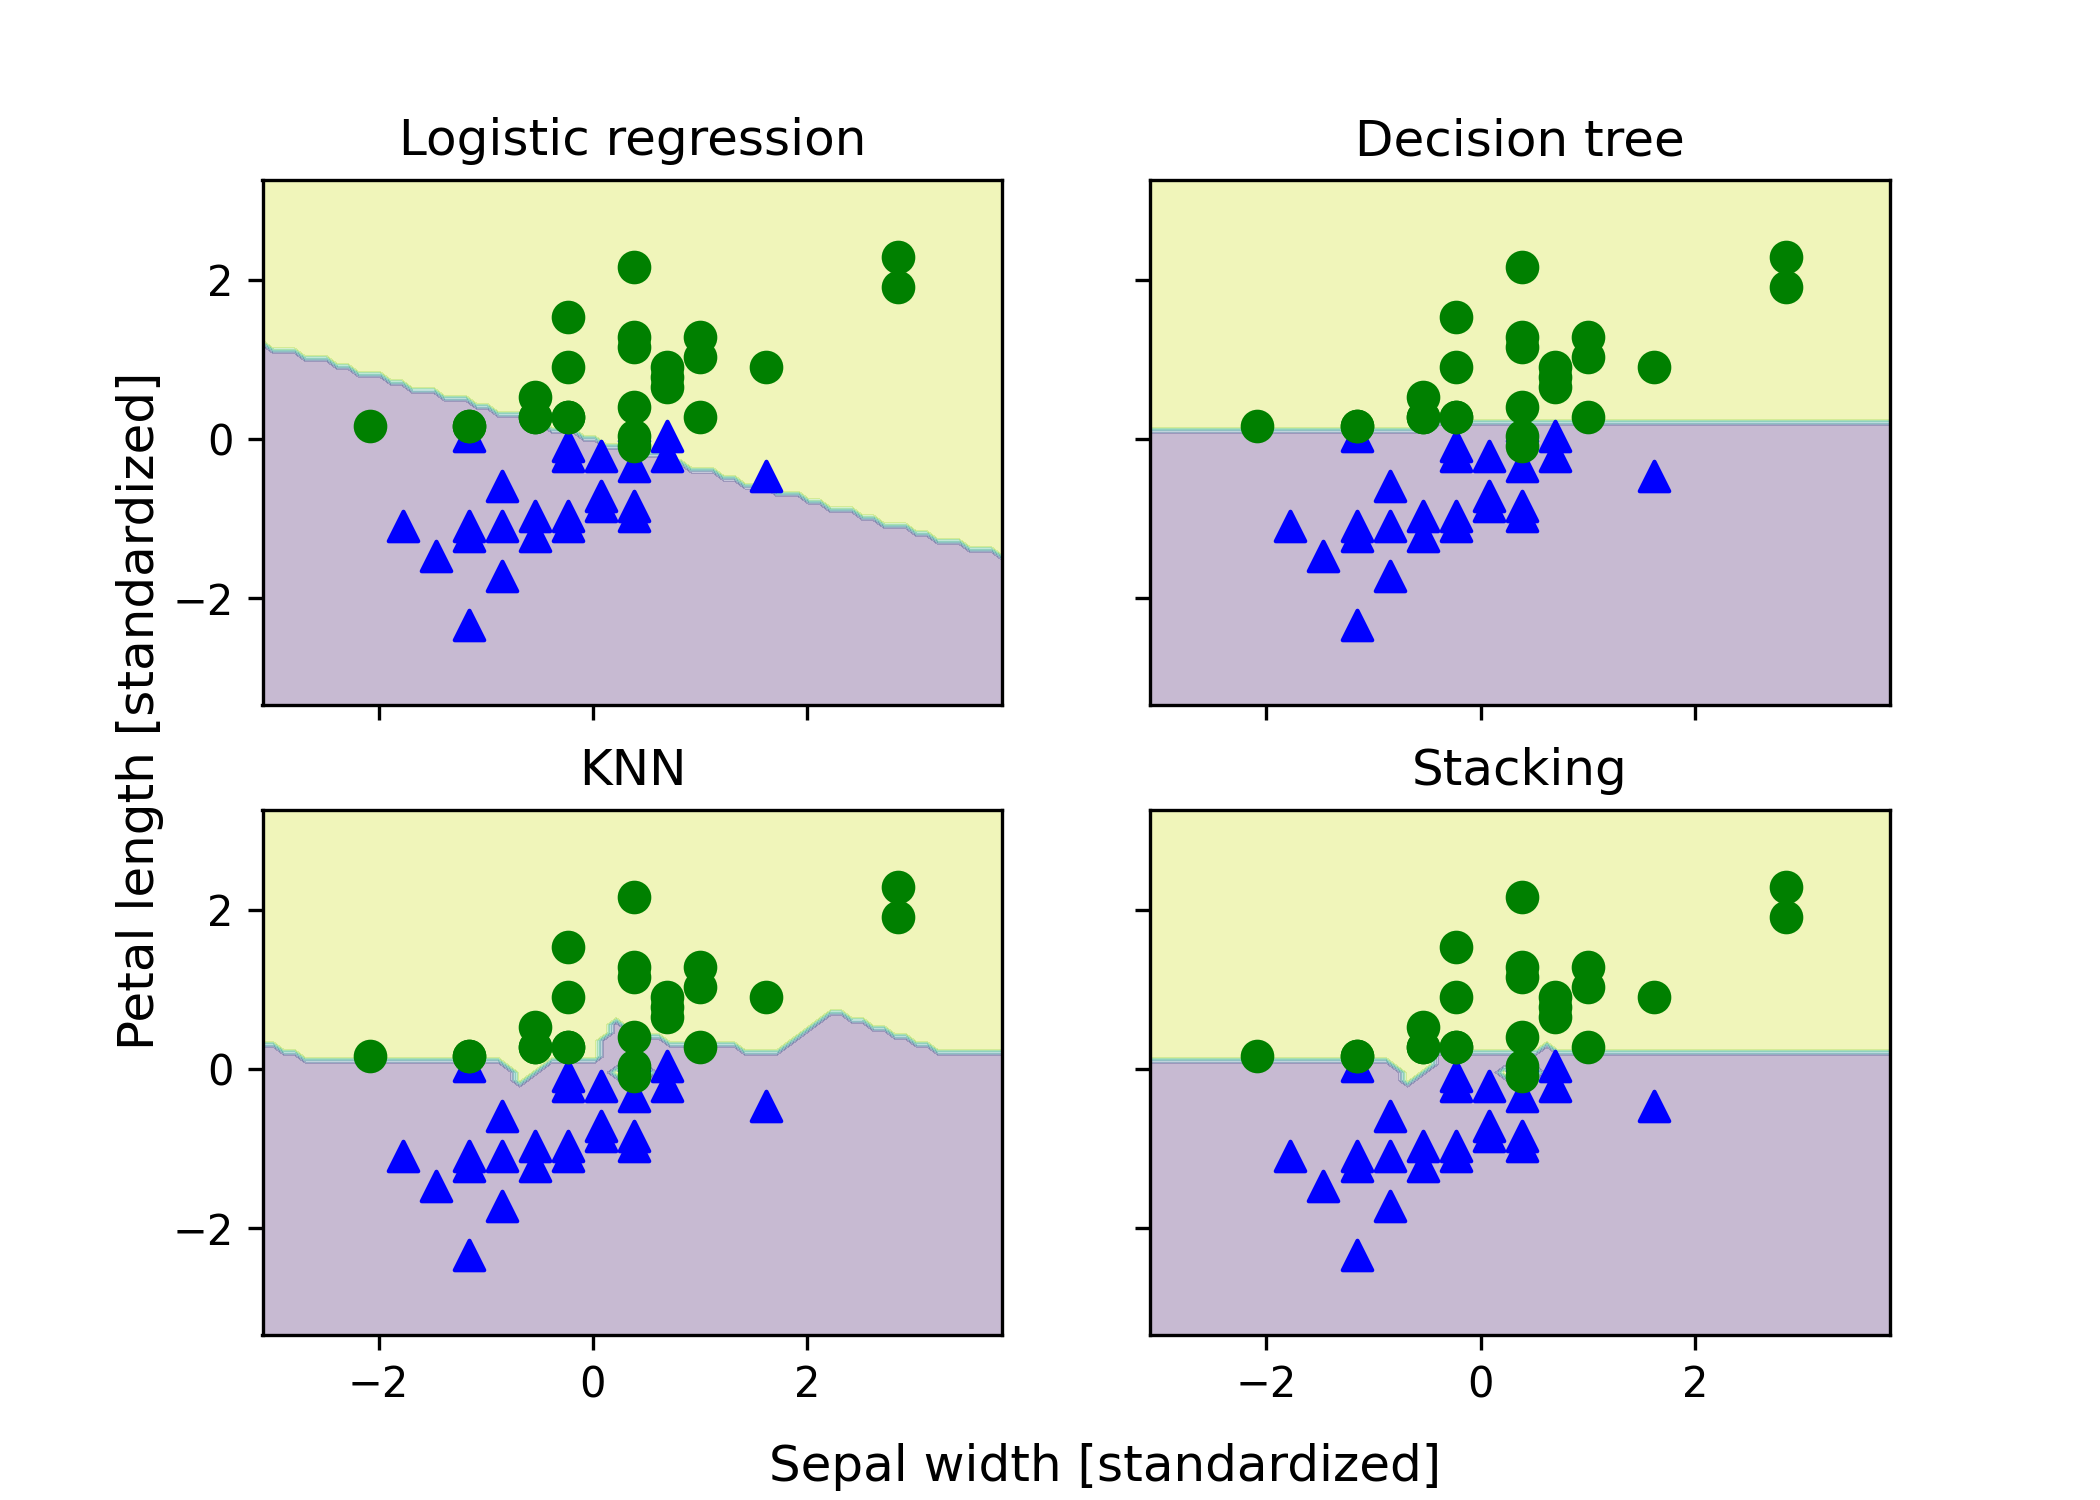 Logistic regression
Decision tree
2
0
−2
KNN
Stacking
2
0
−2
−2 0 2
−2 0 2
Petal length [standardized]
Sepal width [standardized]